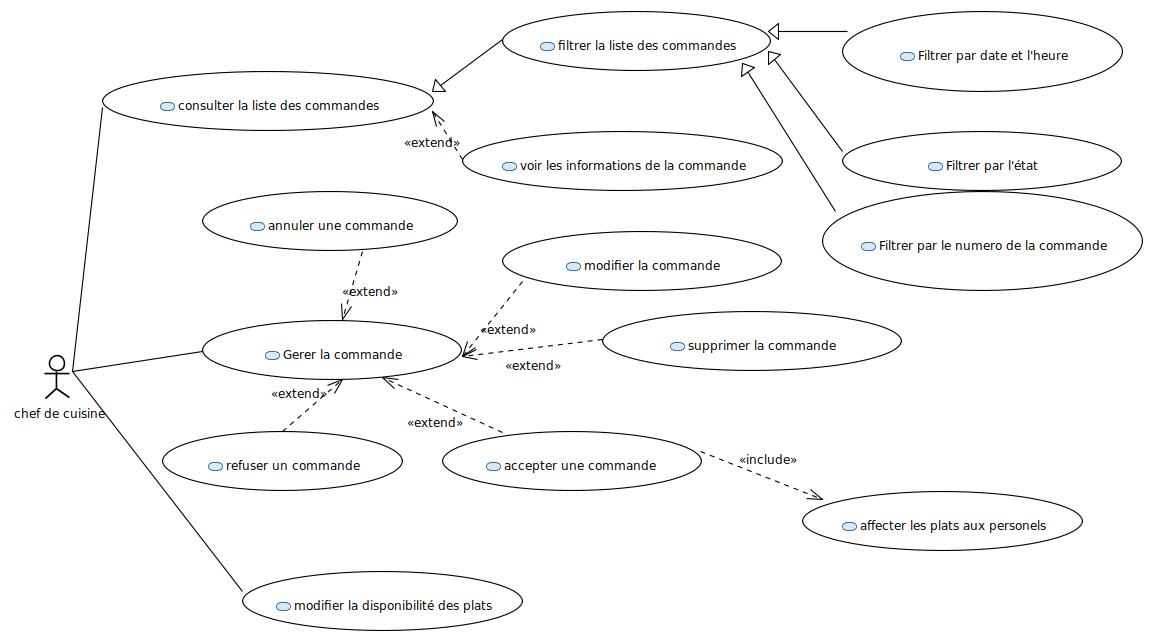 filtrer la liste des commandes
Filtrer par date et l'heure
consulter la liste des commandes
«extend»
voir les informations de la commande
Filtrer par l'état
annuler une commande
Filtrer par le numero de la commande
modifier la commande
«extend»
«extend»
supprimer la commande
Gerer la commande
«extend»
«extend»
chef de cuisine
«extend»
refuser un commande
accepter une commande
«include»
affecter les plats aux personels
modifier la disponibilité des plats